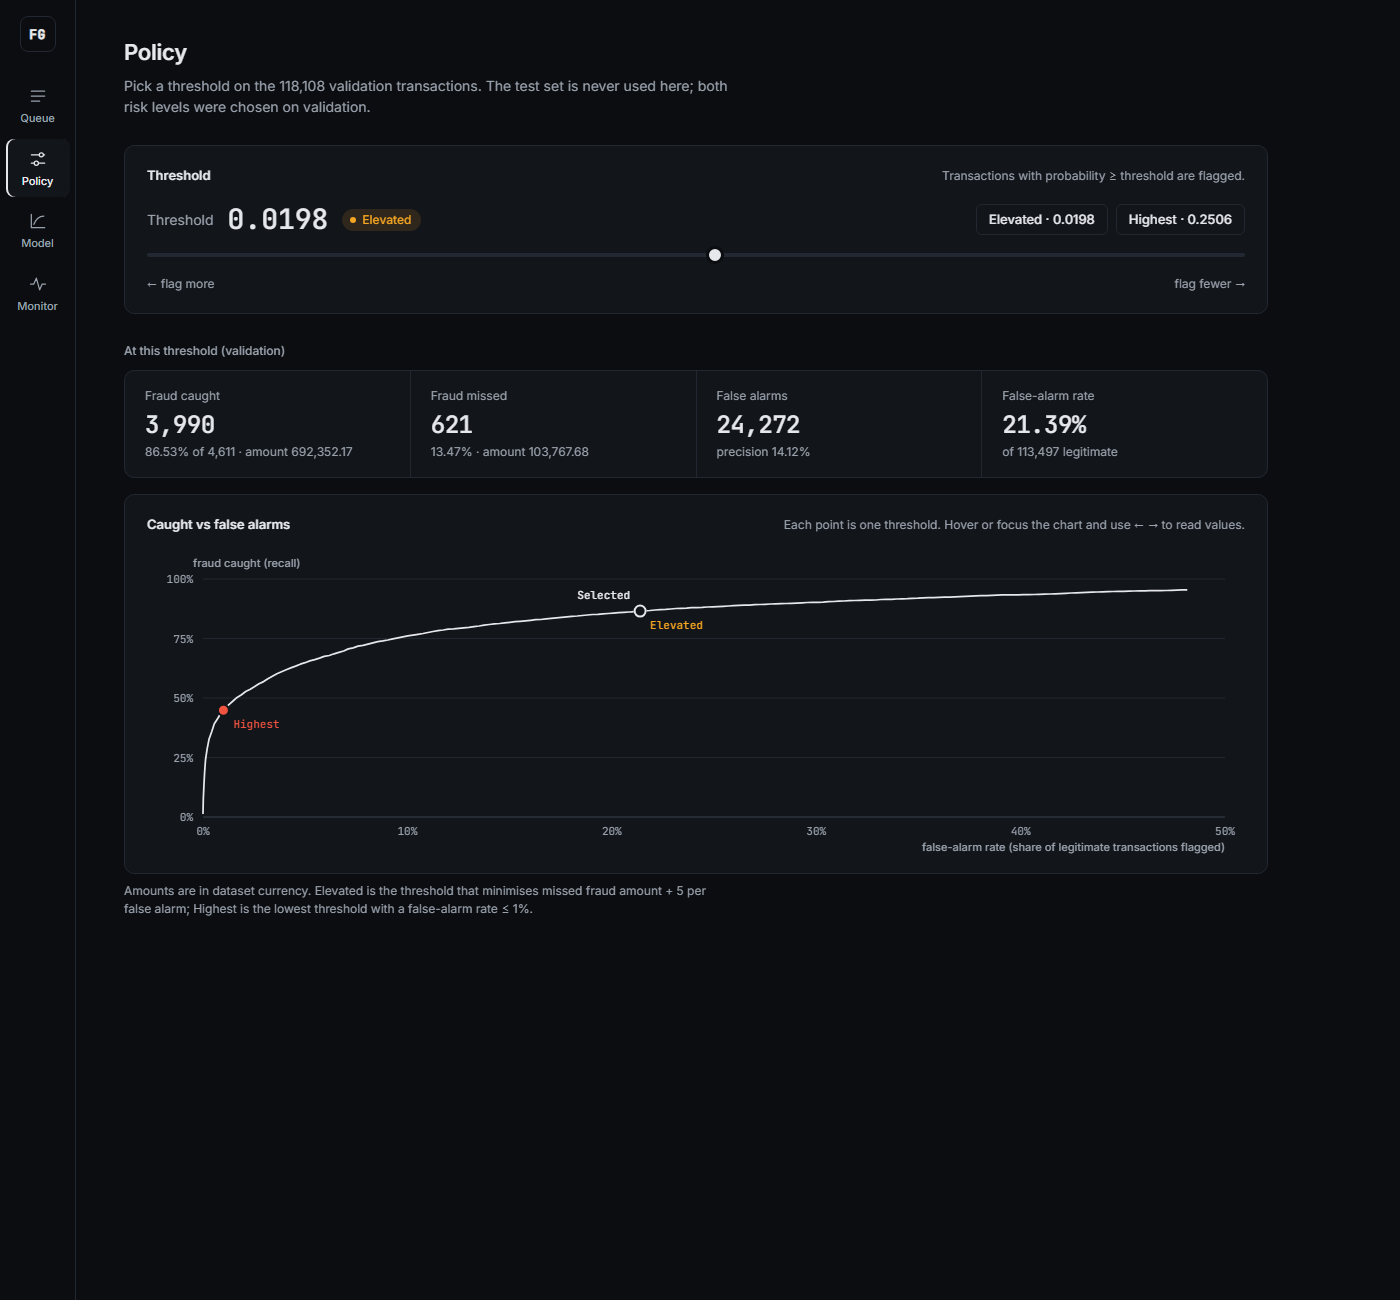 FG
Queue
Policy
Model
Monitor
Policy
Pick a threshold on the 118,108 validation transactions. The test set is never used here; both
risk levels were chosen on validation.
Threshold
Transactions with probability ≥ threshold are flagged.
Threshold 0.0198 Elevated
Elevated · 0.0198
Highest · 0.2506
← flag more
flag fewer →
At this threshold (validation)
Fraud caught
3,990
86.53% of 4,611 · amount 692,352.17
Fraud missed
621
13.47% · amount 103,767.68
False alarms
24,272
precision 14.12%
False-alarm rate
21.39%
of 113,497 legitimate
Caught vs false alarms
Each point is one threshold. Hover or focus the chart and use ← → to read values.
fraud caught (recall)
100%
75%
50%
25%
0%
Selected
Elevated
Highest
0%
10%
20%
30%
40%
50%
false-alarm rate (share of legitimate transactions flagged)
Amounts are in dataset currency. Elevated is the threshold that minimises missed fraud amount + 5 per
false alarm; Highest is the lowest threshold with a false-alarm rate ≤ 1%.